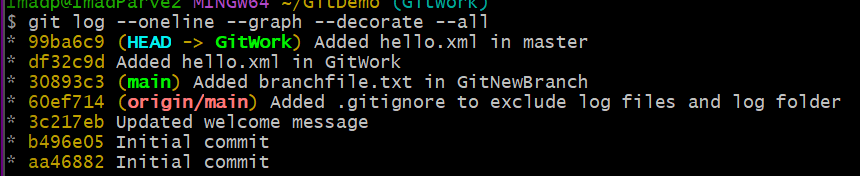 imadp@imadParve2 MINGW64 ~/GitDemo (GitWork)
$ git log --oneline --graph --decorate --all
* 99ba6c9 (HEAD -> GitWork) Added hello.xml in master
* df32c9d Added hello.xml in GitWork
* 30893c3 (main) Added branchfile.txt in GitNewBranch
* 60ef714 (origin/main) Added .gitignore to exclude log files and log folder
* 3c217eb Updated welcome message
* b496e05 Initial commit
* aa46882 Initial commit